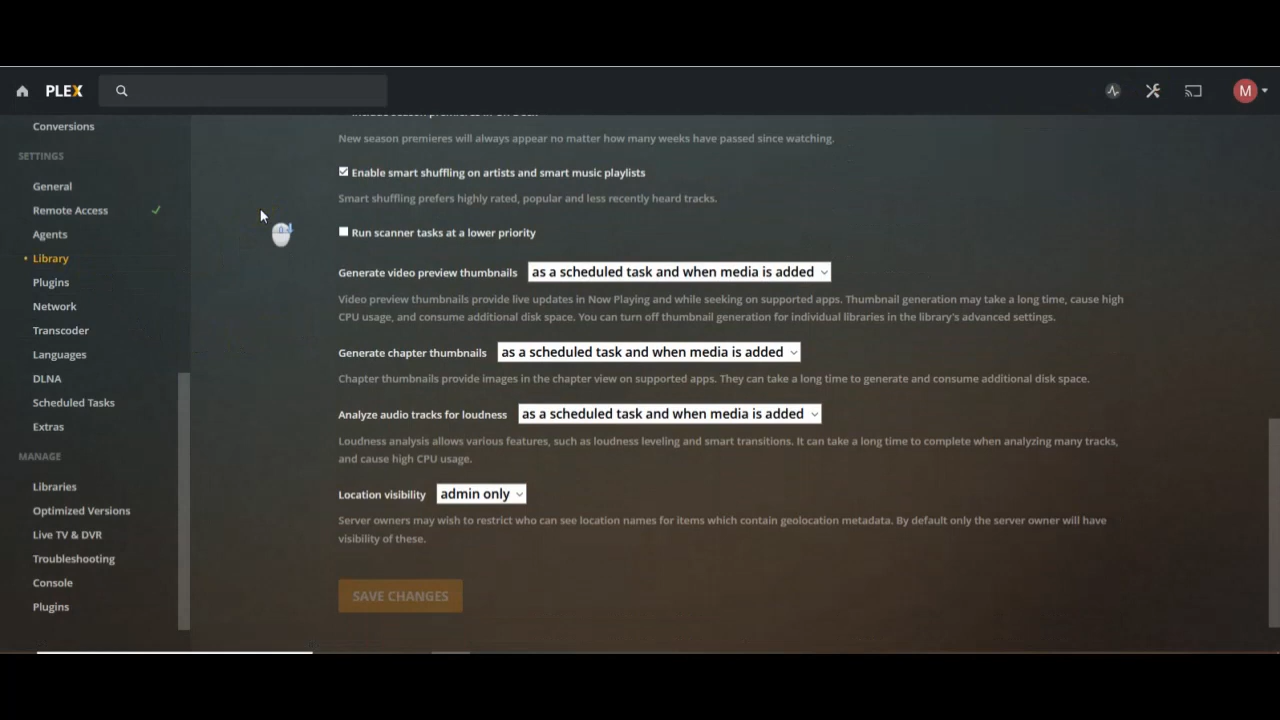 PLEX
M
Conversions
SETTINGS
General
Remote Access
Agents
Library
Plugins
Network
Transcoder
Languages
DLNA
Scheduled Tasks
Extras
MANAGE
Libraries
Optimized Versions
Live TV & DVR
Troubleshooting
Console
Plugins
New season premieres will always appear no matter how many weeks have passed since watching.
Enable smart shuffling on artists and smart music playlists
Smart shuffling prefers highly rated, popular and less recently heard tracks.
Run scanner tasks at a lower priority
Generate video preview thumbnails as a scheduled task and when media is added
Video preview thumbnails provide live updates in Now Playing and while seeking on supported apps. Thumbnail generation may take a long time, cause high
CPU usage, and consume additional disk space. You can turn off thumbnail generation for individual libraries in the library's advanced settings.
Generate chapter thumbnails as a scheduled task and when media is added
Chapter thumbnails provide images in the chapter view on supported apps. They can take a long time to generate and consume additional disk space.
Analyze audio tracks for loudness as a scheduled task and when media is added
Loudness analysis allows various features, such as loudness leveling and smart transitions. It can take a long time to complete when analyzing many tracks,
and cause high CPU usage.
Location visibility admin only
Server owners may wish to restrict who can see location names for items which contain geolocation metadata. By default only the server owner will have
visibility of these.
SAVE CHANGES